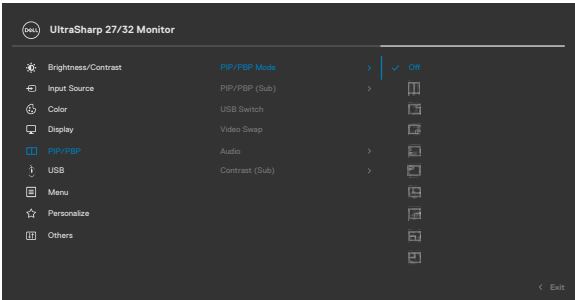 DELL UltraSharp 27/32 Monitor
Brightness/Contrast PIP/PBP Mode Off
Input Source PIP/PBP (Sub)
Color USB Switch
Display Video Swap
PIP/PBP Audio
USB Contrast (Sub)
Menu
Personalize
Others
Exit